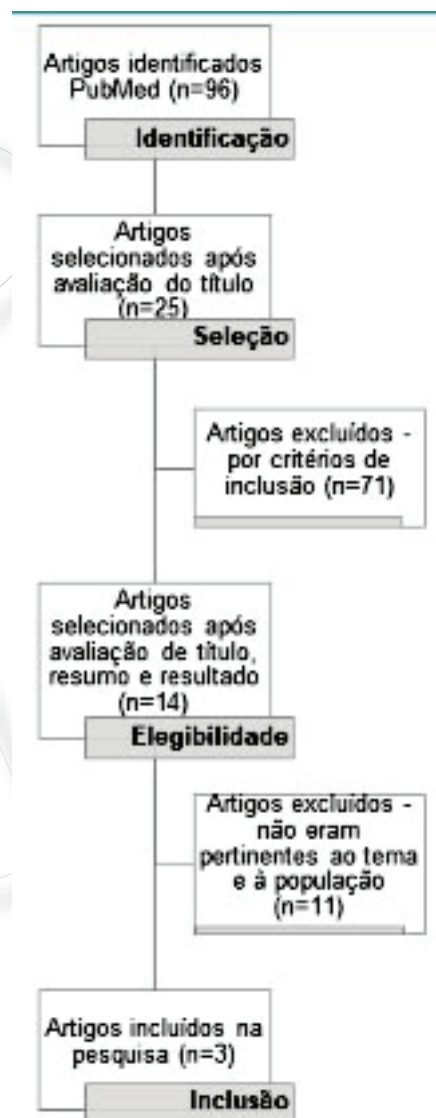 Artigos identificados
PubMed (n=96)
Identificação
Artigos
selecionados após
avaliação do título
(n=25)
Seleção
Artigos excluídos -
por critérios de
inclusão (n=71)
Artigos
selecionados após
avaliação de título,
resumo e resultado
(n=14)
Elegibilidade
Artigos excluídos -
não eram
pertinentes ao tema
e à população
(n=11)
Artigos incluídos na
pesquisa (n=3)
Inclusão